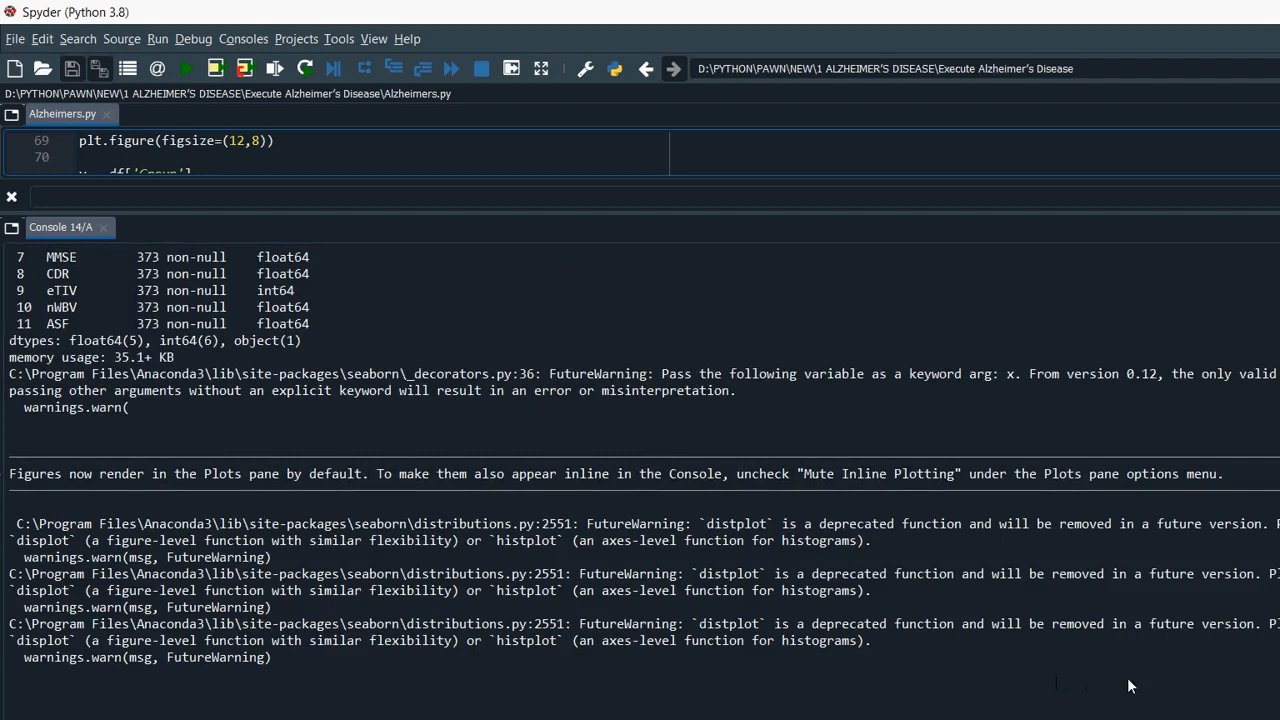 Spyder (Python 3.8)
File Edit Search Source Run Debug Consoles Projects Tools View Help
D:\PYTHON\PAWN\NEW\1 ALZHEIMER'S DISEASE\Execute Alzheimer's Disease
D:\PYTHON\PAWN\NEW\1 ALZHEIMER'S DISEASE\Execute Alzheimer's Disease\Alzheimers.py
Alzheimers.py
69 plt.figure(figsize=(12,8))
70
Console 14/A
7 MMSE 373 non-null float64
8 CDR 373 non-null float64
9 eTIV 373 non-null int64
10 nWBV 373 non-null float64
11 ASF 373 non-null float64
dtypes: float64(5), int64(6), object(1)
memory usage: 35.1+ KB
C:\Program Files\Anaconda3\lib\site-packages\seaborn\_decorators.py:36: FutureWarning: Pass the following variable as a keyword arg: x. From version 0.12, the only valid
passing other arguments without an explicit keyword will result in an error or misinterpretation.
warnings.warn(
Figures now render in the Plots pane by default. To make them also appear inline in the Console, uncheck "Mute Inline Plotting" under the Plots pane options menu.
C:\Program Files\Anaconda3\lib\site-packages\seaborn\distributions.py:2551: FutureWarning: `distplot` is a deprecated function and will be removed in a future version.
`displot` (a figure-level function with similar flexibility) or `histplot` (an axes-level function for histograms).
warnings.warn(msg, FutureWarning)
C:\Program Files\Anaconda3\lib\site-packages\seaborn\distributions.py:2551: FutureWarning: `distplot` is a deprecated function and will be removed in a future version.
`displot` (a figure-level function with similar flexibility) or `histplot` (an axes-level function for histograms).
warnings.warn(msg, FutureWarning)
C:\Program Files\Anaconda3\lib\site-packages\seaborn\distributions.py:2551: FutureWarning: `distplot` is a deprecated function and will be removed in a future version.
`displot` (a figure-level function with similar flexibility) or `histplot` (an axes-level function for histograms).
warnings.warn(msg, FutureWarning)